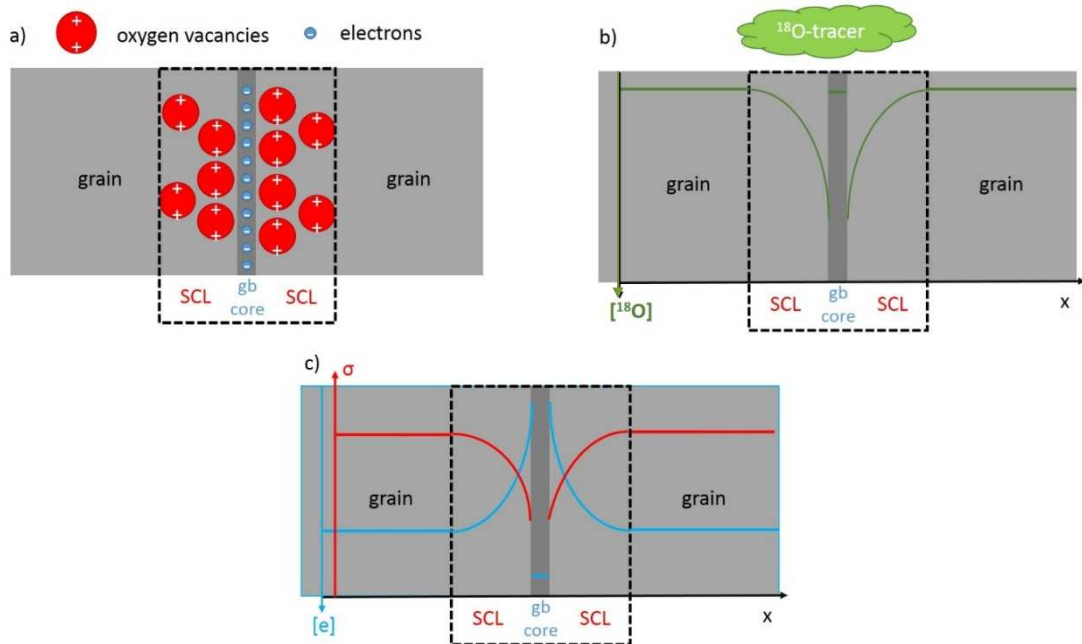 a)
oxygen vacancies
electrons
grain
grain
SCL
gb
core
SCL
b)
¹⁸O-tracer
grain
grain
[¹⁸O]
SCL
gb
core
SCL
x
c)
σ
grain
grain
[e]
SCL
gb
core
SCL
x